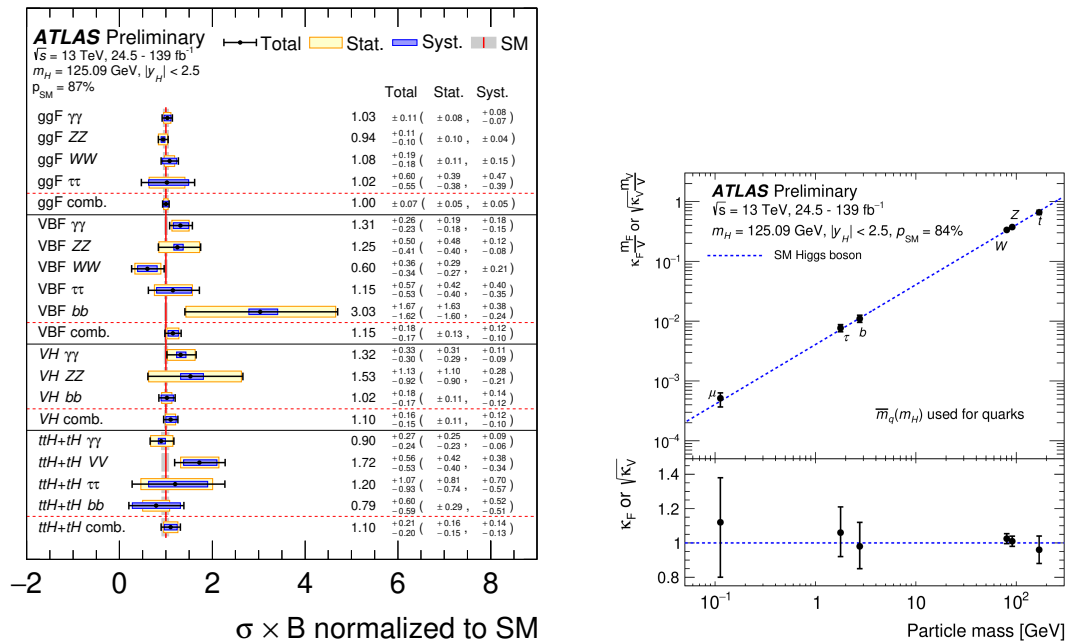 ATLAS Preliminary
Total Stat. Syst. SM
√s = 13 TeV, 24.5 - 139 fb⁻¹
m_H = 125.09 GeV, |y_H| < 2.5
p_SM = 87%
Total Stat. Syst.
ggF γγ 1.03 ± 0.11 ( ± 0.08 , +0.08 −0.07 )
ggF ZZ 0.94 +0.11 −0.10 ( ± 0.10 , ± 0.04 )
ggF WW 1.08 +0.19 −0.18 ( ± 0.11 , ± 0.15 )
ggF ττ 1.02 +0.60 −0.55 ( +0.39 −0.38 , +0.47 −0.39 )
ggF comb. 1.00 ± 0.07 ( ± 0.05 , ± 0.05 )
VBF γγ 1.31 +0.26 −0.23 ( +0.19 −0.18 , +0.18 −0.15 )
VBF ZZ 1.25 +0.50 −0.41 ( +0.48 −0.40 , +0.12 −0.08 )
VBF WW 0.60 +0.36 −0.34 ( +0.29 −0.27 , ± 0.21 )
VBF ττ 1.15 +0.57 −0.53 ( +0.42 −0.40 , +0.40 −0.35 )
VBF bb 3.03 +1.67 −1.62 ( +1.63 −1.60 , +0.38 −0.24 )
VBF comb. 1.15 +0.18 −0.17 ( ± 0.13 , +0.12 −0.10 )
VH γγ 1.32 +0.33 −0.30 ( +0.31 −0.29 , +0.11 −0.09 )
VH ZZ 1.53 +1.13 −0.92 ( +1.10 −0.90 , +0.28 −0.21 )
VH bb 1.02 +0.18 −0.17 ( ± 0.11 , +0.14 −0.12 )
VH comb. 1.10 +0.16 −0.15 ( ± 0.11 , +0.12 −0.10 )
ttH+tH γγ 0.90 +0.27 −0.24 ( +0.25 −0.23 , +0.09 −0.06 )
ttH+tH VV 1.72 +0.56 −0.53 ( +0.42 −0.40 , +0.38 −0.34 )
ttH+tH ττ 1.20 +1.07 −0.93 ( +0.81 −0.74 , +0.70 −0.57 )
ttH+tH bb 0.79 +0.60 −0.59 ( ± 0.29 , +0.52 −0.51 )
ttH+tH comb. 1.10 +0.21 −0.20 ( +0.16 −0.15 , +0.14 −0.13 )
−2 0 2 4 6 8
σ × B normalized to SM
κ_F m_F/v or √κ_V m_V/v
1
10⁻¹
10⁻²
10⁻³
10⁻⁴
ATLAS Preliminary
√s = 13 TeV, 24.5 - 139 fb⁻¹
m_H = 125.09 GeV, |y_H| < 2.5, p_SM = 84%
SM Higgs boson
Z
t
W
τ b
μ
m̅_q(m_H) used for quarks
κ_F or √κ_V
1.4
1.2
1
0.8
10⁻¹ 1 10 10²
Particle mass [GeV]